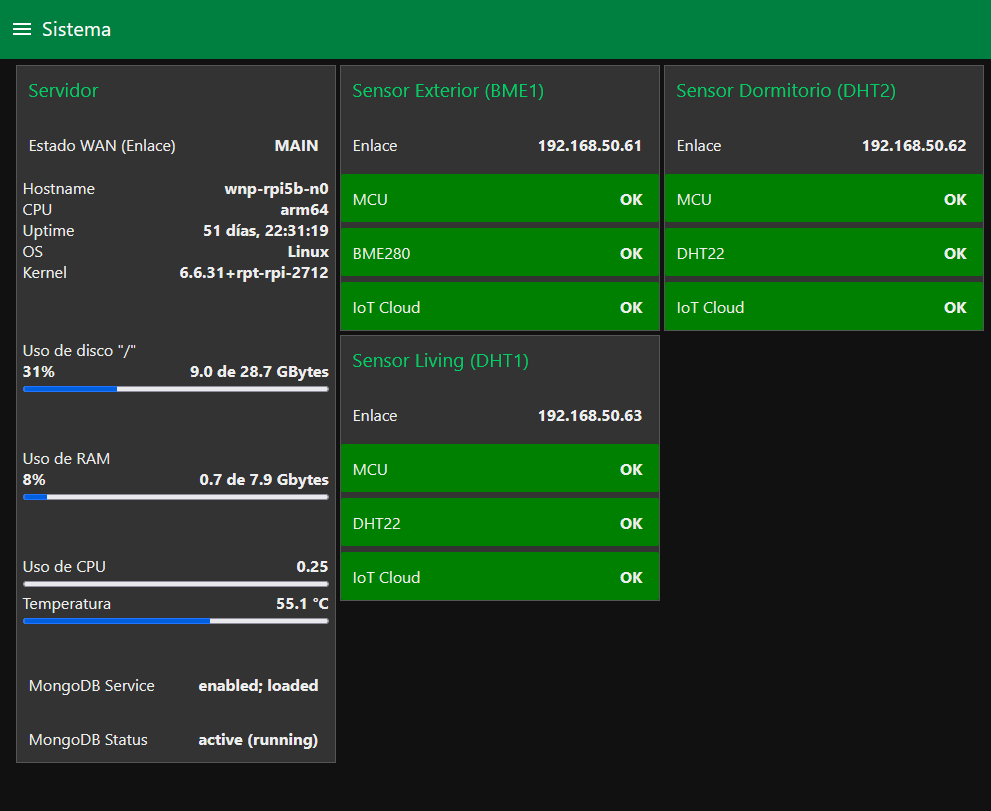 Sistema
Servidor
Estado WAN (Enlace) MAIN
Hostname wnp-rpi5b-n0
CPU arm64
Uptime 51 días, 22:31:19
OS Linux
Kernel 6.6.31+rpt-rpi-2712
Uso de disco "/"
31% 9.0 de 28.7 GBytes
Uso de RAM
8% 0.7 de 7.9 Gbytes
Uso de CPU 0.25
Temperatura 55.1 °C
MongoDB Service enabled; loaded
MongoDB Status active (running)
Sensor Exterior (BME1)
Enlace 192.168.50.61
MCU OK
BME280 OK
IoT Cloud OK
Sensor Living (DHT1)
Enlace 192.168.50.63
MCU OK
DHT22 OK
IoT Cloud OK
Sensor Dormitorio (DHT2)
Enlace 192.168.50.62
MCU OK
DHT22 OK
IoT Cloud OK